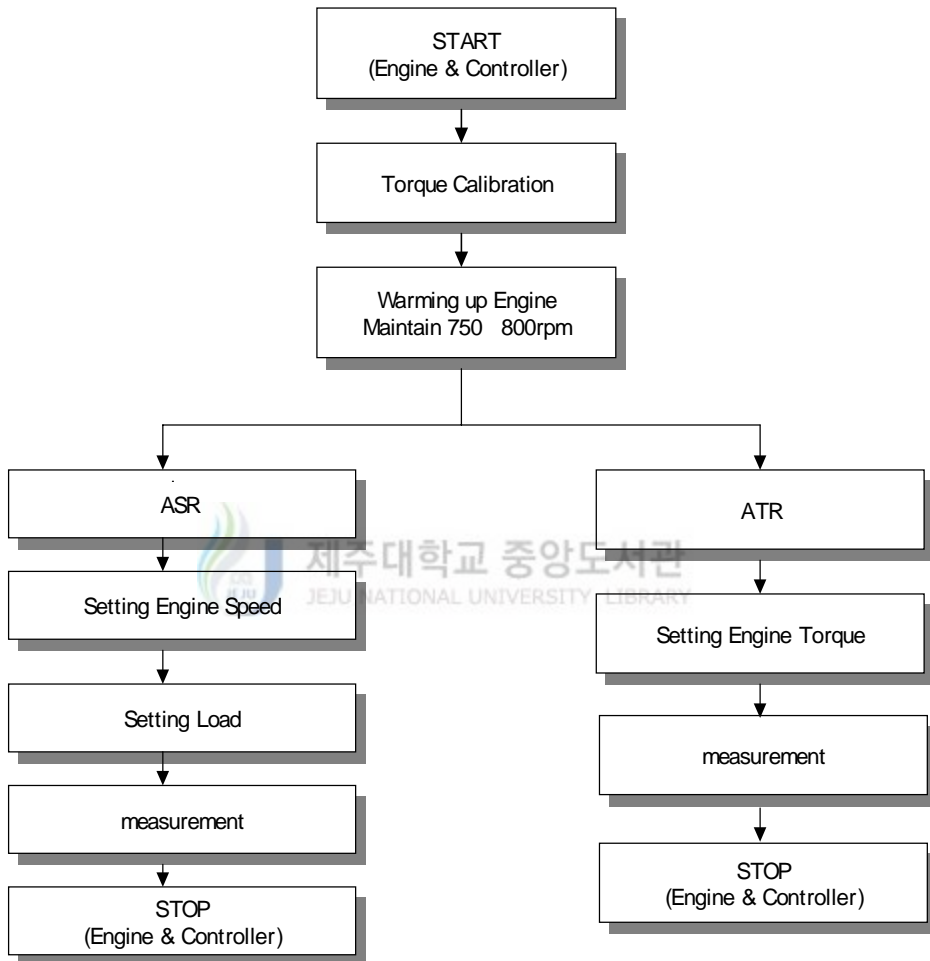 START
(Engine & Controller)
Torque Calibration
Warming up Engine
Maintain 750 800rpm
ASR
Setting Engine Speed
Setting Load
measurement
STOP
(Engine & Controller)
ATR
Setting Engine Torque
measurement
STOP
(Engine & Controller)
제주대학교 중앙도서관
JEJU NATIONAL UNIVERSITY LIBRARY
JEJU